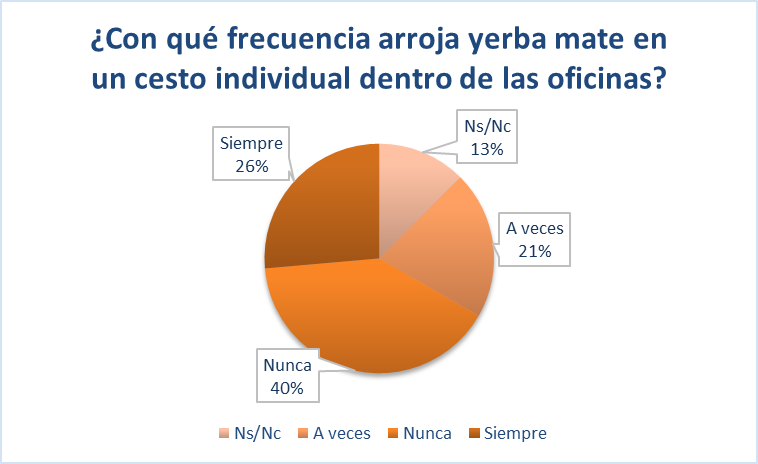 ¿Con qué frecuencia arroja yerba mate en
un cesto individual dentro de las oficinas?
Ns/Nc
13%
Siempre
26%
A veces
21%
Nunca
40%
Ns/Nc A veces Nunca Siempre